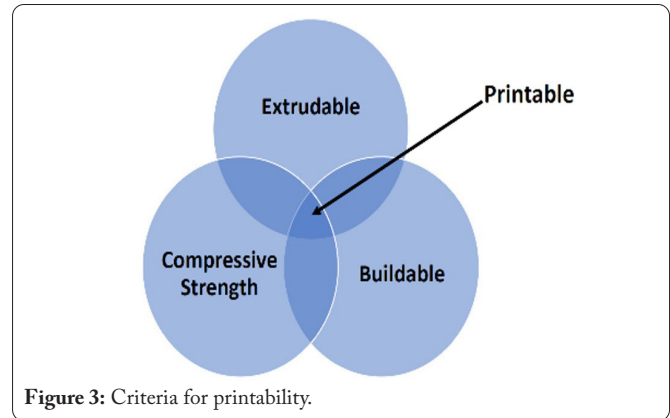 Extrudable
Printable
Compressive
Strength
Buildable
Figure 3: Criteria for printability.